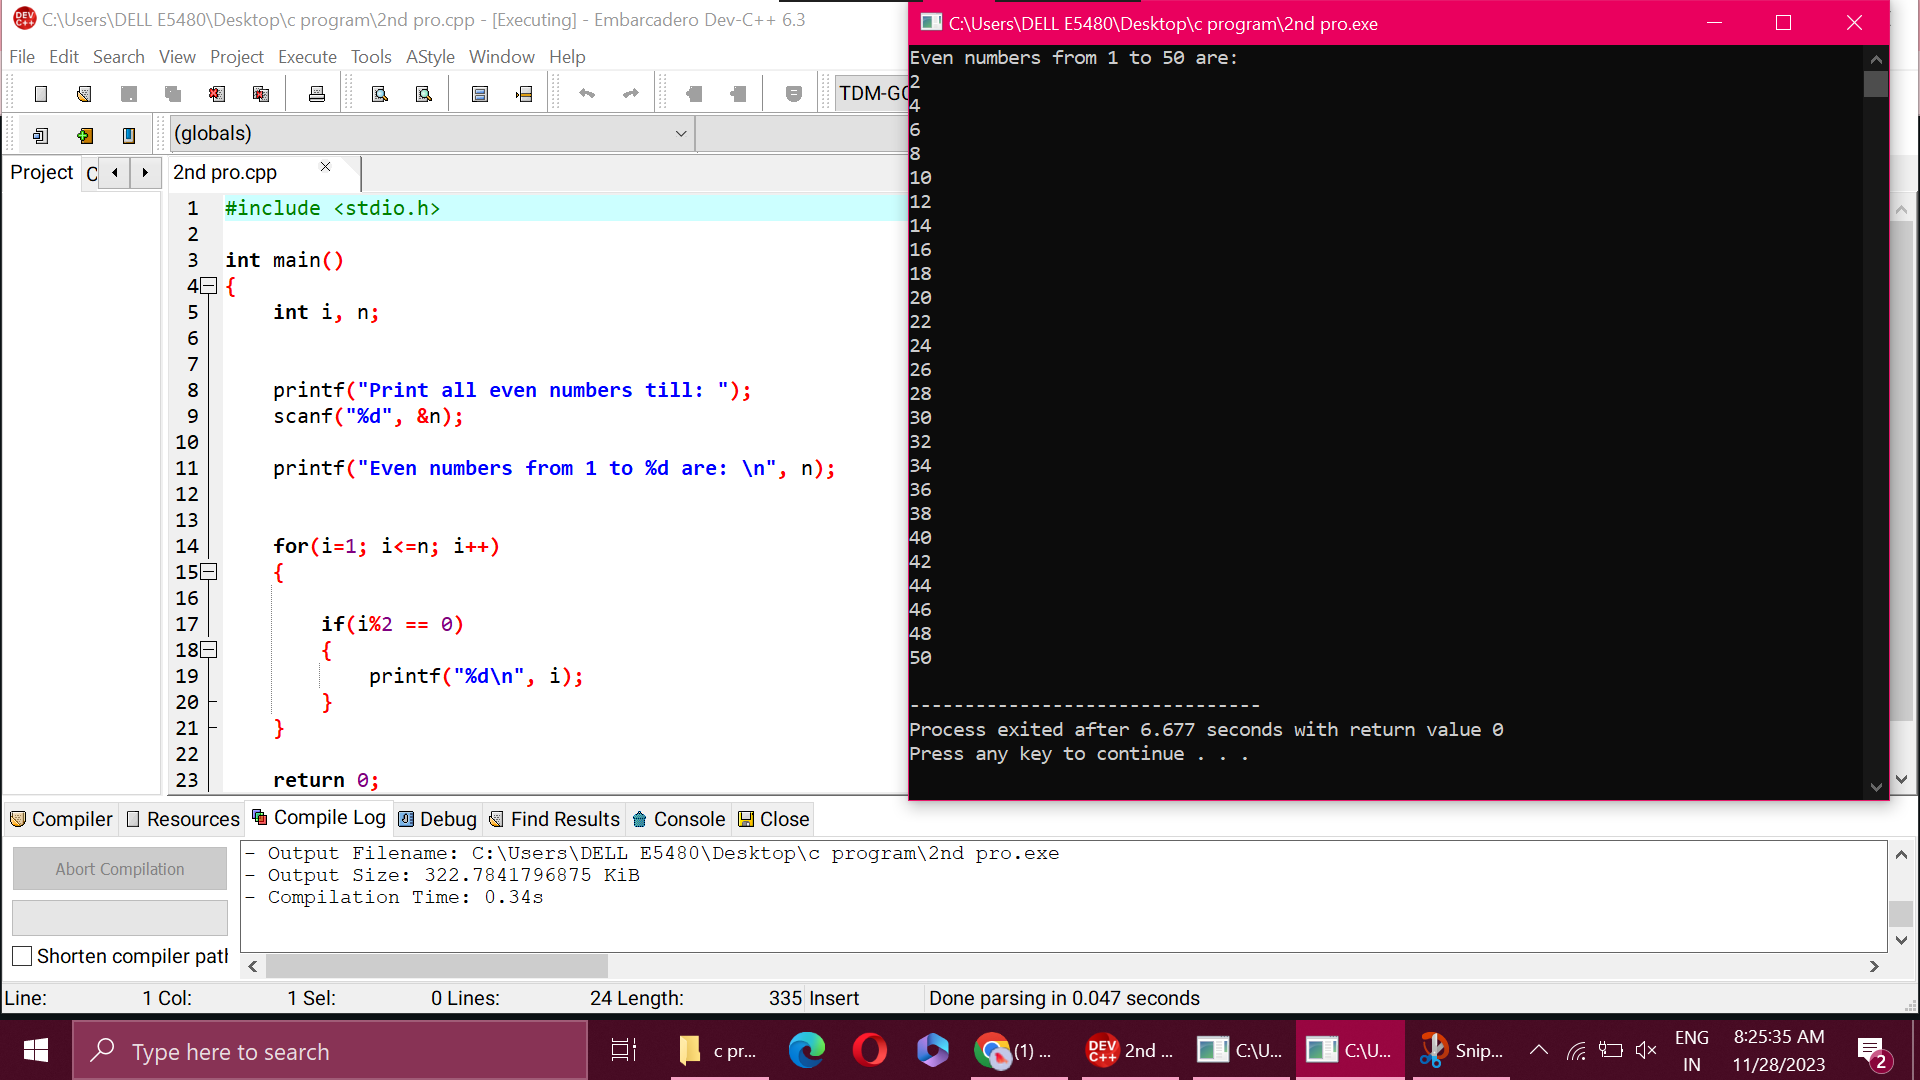 C:\Users\DELL E5480\Desktop\c program\2nd pro.cpp - [Executing] - Embarcadero Dev-C++ 6.3
File Edit Search View Project Execute Tools AStyle Window Help
TDM-GC
(globals)
Project
2nd pro.cpp
1 #include <stdio.h>
2
3 int main()
4 {
5 int i, n;
6
7
8 printf("Print all even numbers till: ");
9 scanf("%d", &n);
10
11 printf("Even numbers from 1 to %d are: \n", n);
12
13
14 for(i=1; i<=n; i++)
15 {
16
17 if(i%2 == 0)
18 {
19 printf("%d\n", i);
20 }
21 }
22
23 return 0;
C:\Users\DELL E5480\Desktop\c program\2nd pro.exe
Even numbers from 1 to 50 are:
2
4
6
8
10
12
14
16
18
20
22
24
26
28
30
32
34
36
38
40
42
44
46
48
50
--------------------------------
Process exited after 6.677 seconds with return value 0
Press any key to continue . . .
Compiler Resources Compile Log Debug Find Results Console Close
Abort Compilation
Shorten compiler path
- Output Filename: C:\Users\DELL E5480\Desktop\c program\2nd pro.exe
- Output Size: 322.7841796875 KiB
- Compilation Time: 0.34s
Line: 1 Col: 1 Sel: 0 Lines: 24 Length: 335 Insert Done parsing in 0.047 seconds
Type here to search
c pr...
(1) ...
DEV C++ 2nd ...
C:\U...
C:\U...
Snip...
ENG
IN
8:25:35 AM
11/28/2023
2